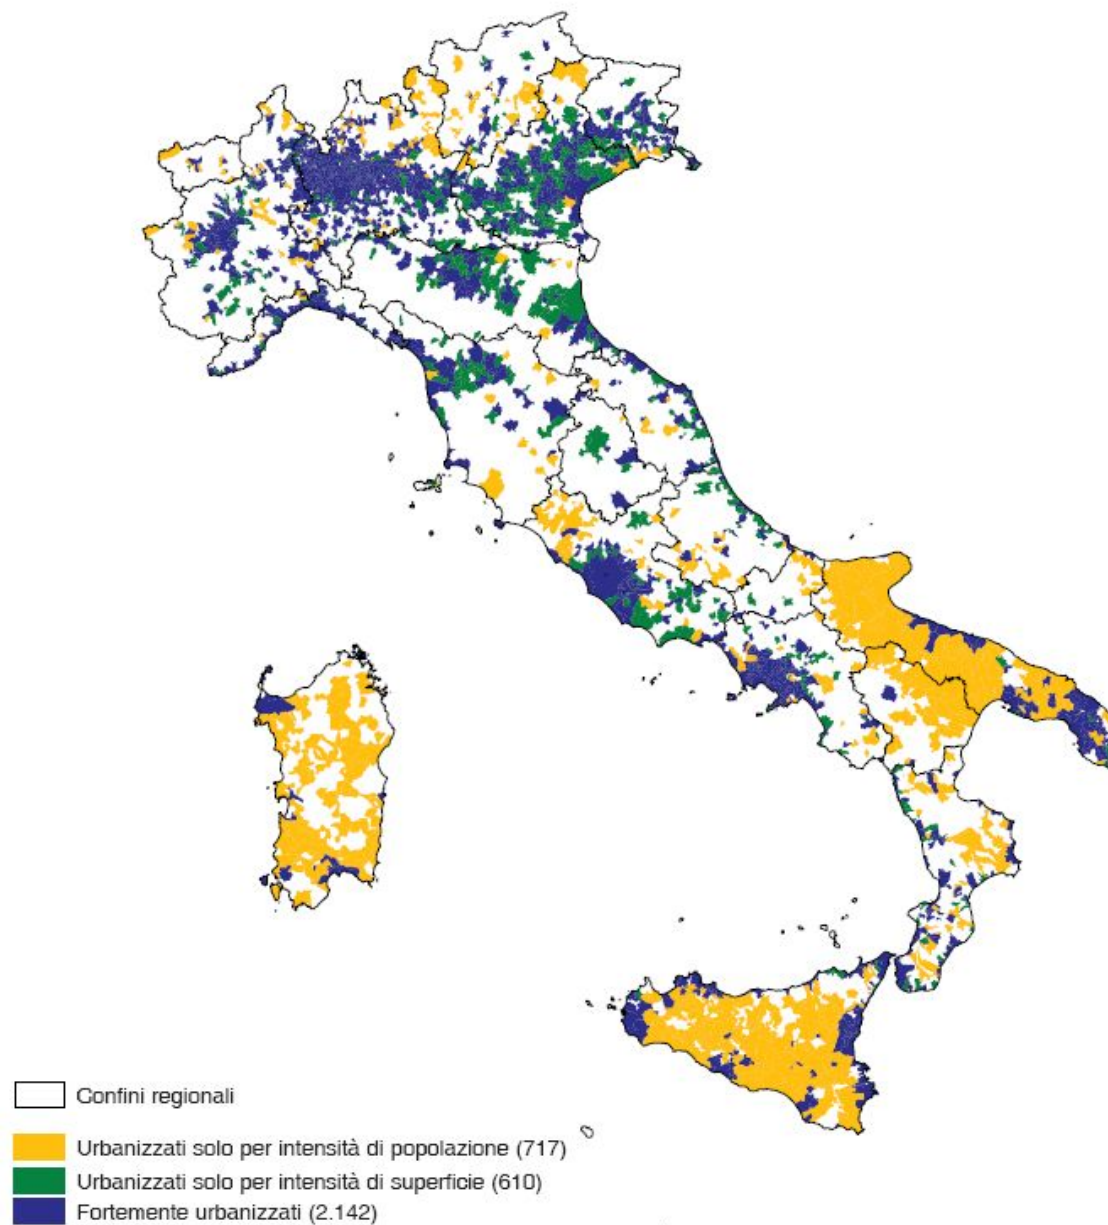 Confini regionali
Urbanizzati solo per intensità di popolazione (717)
Urbanizzati solo per intensità di superficie (610)
Fortemente urbanizzati (2.142)